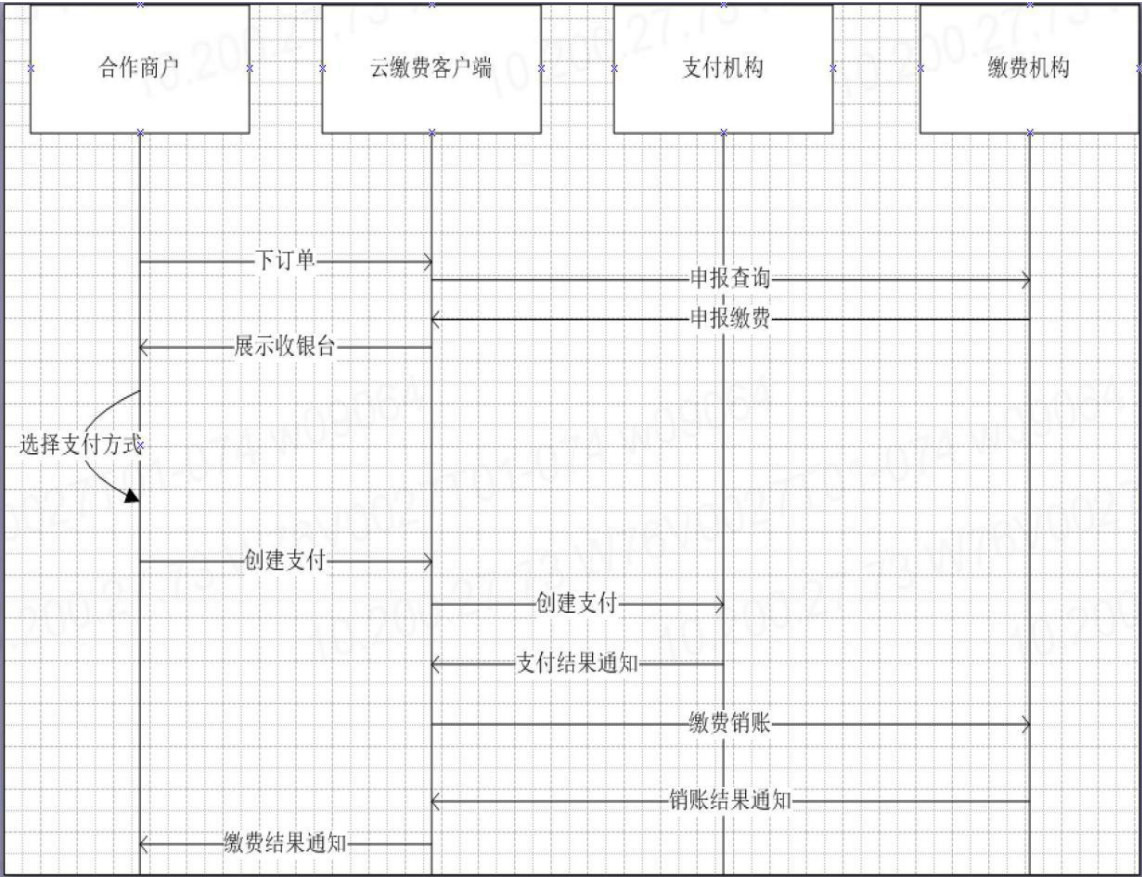 合作商户
云缴费客户端
支付机构
缴费机构
下订单
申报查询
申报缴费
展示收银台
选择支付方式
创建支付
创建支付
支付结果通知
缴费销账
销账结果通知
缴费结果通知